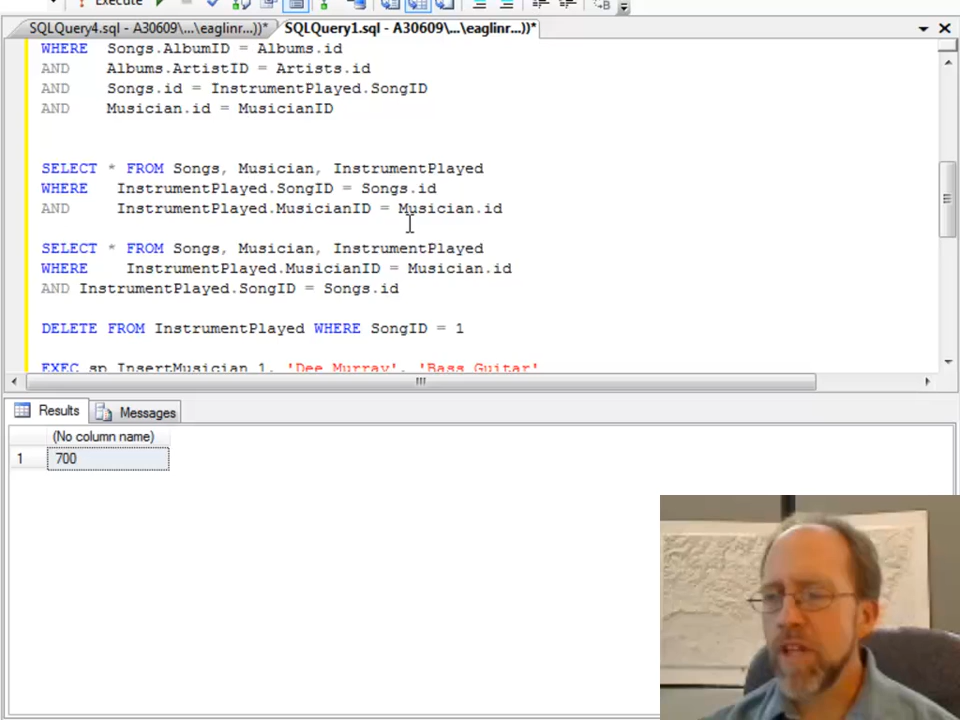 Execute
SQLQuery4.sql - A30609\...\eaglinr...))*
SQLQuery1.sql - A30609\...\eaglinr...))*
WHERE Songs.AlbumID = Albums.id
AND Albums.ArtistID = Artists.id
AND Songs.id = InstrumentPlayed.SongID
AND Musician.id = MusicianID
SELECT * FROM Songs, Musician, InstrumentPlayed
WHERE InstrumentPlayed.SongID = Songs.id
AND InstrumentPlayed.MusicianID = Musician.id
SELECT * FROM Songs, Musician, InstrumentPlayed
WHERE InstrumentPlayed.MusicianID = Musician.id
AND InstrumentPlayed.SongID = Songs.id
DELETE FROM InstrumentPlayed WHERE SongID = 1
EXEC sp_InsertMusician 1, 'Dee Murray', 'Bass Guitar'
Results
Messages
(No column name)
1 700